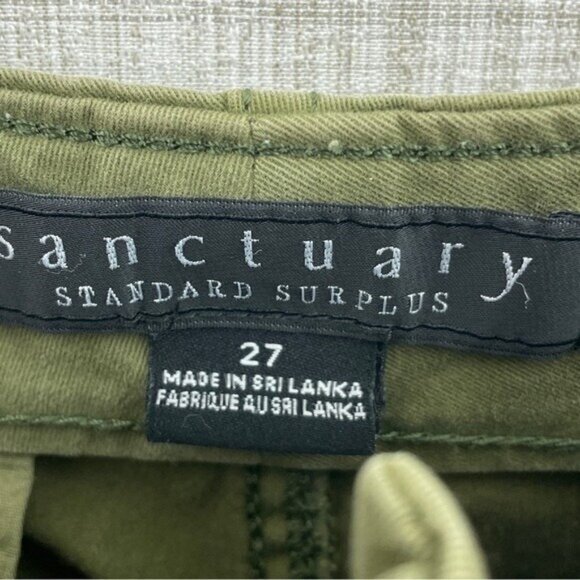 sanctuary
STANDARD SURPLUS
27
MADE IN SRI LANKA
FABRIQUE AU SRI LANKA